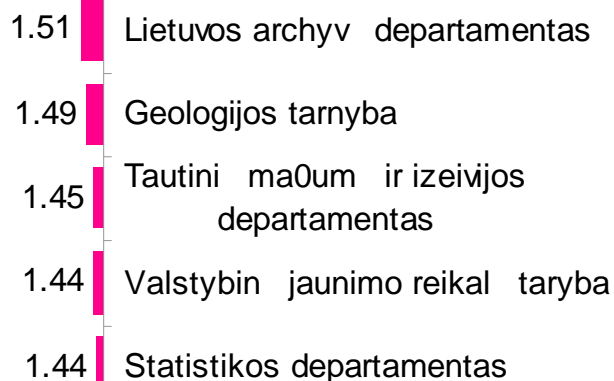 1.51 Lietuvos archyv departamentas
1.49 Geologijos tarnyba
1.45 Tautini ma0um ir izeivijos
departamentas
1.44 Valstybin jaunimo reikal taryba
1.44 Statistikos departamentas